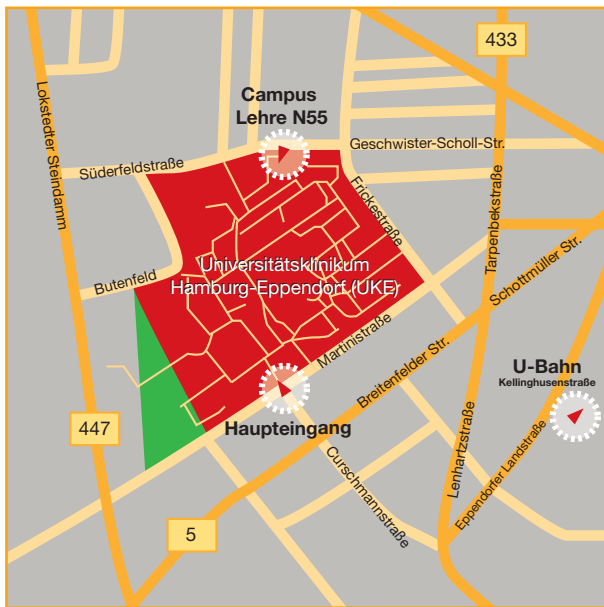 433
Campus
Lehre N55
Geschwister-Scholl-Str.
Lokstedter Steindamm
Süderfeldstraße
Frickestraße
Tarpenbekstraße
Universitätsklinikum
Hamburg-Eppendorf (UKE)
Butenfeld
Schottmüller Str.
Martinistraße
Breitenfelder Str.
U-Bahn
Kellinghusenstraße
447
Haupteingang
Curschmannstraße
Lenhartzstraße
Eppendorfer Landstraße
5